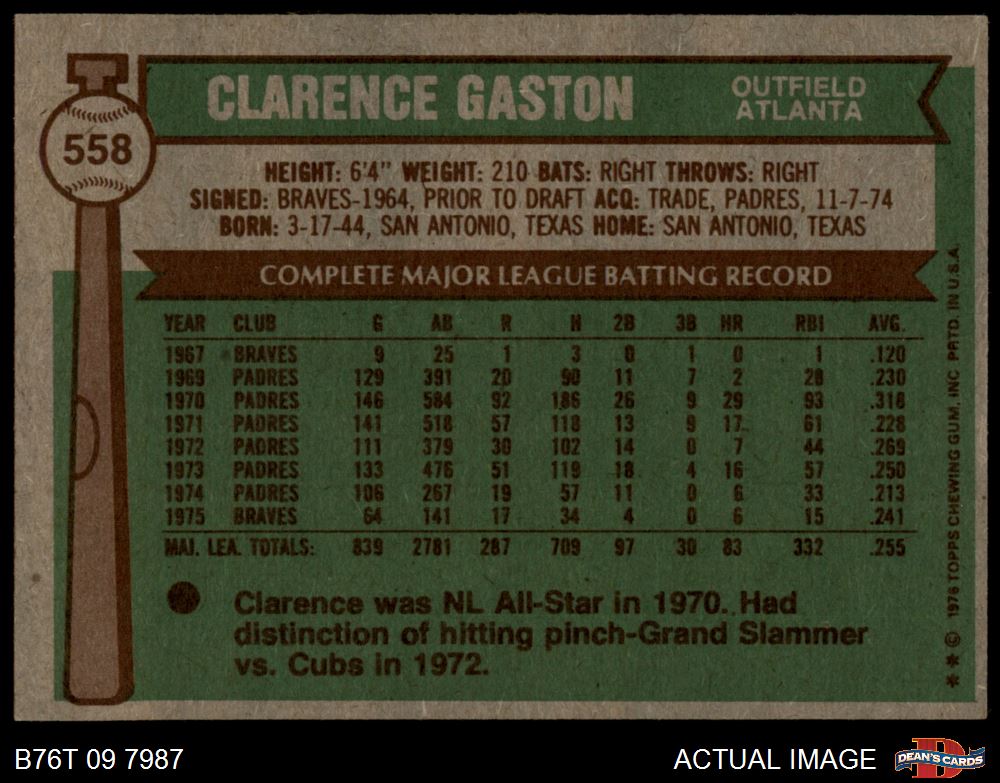 CLARENCE GASTON
OUTFIELD
ATLANTA
558
HEIGHT: 6'4" WEIGHT: 210 BATS: RIGHT THROWS: RIGHT
SIGNED: BRAVES-1964, PRIOR TO DRAFT ACQ: TRADE, PADRES, 11-7-74
BORN: 3-17-44, SAN ANTONIO, TEXAS HOME: SAN ANTONIO, TEXAS
COMPLETE MAJOR LEAGUE BATTING RECORD
YEAR CLUB G AB R H 2B 3B HR RBI AVG.
1967 BRAVES 9 25 1 3 0 1 0 1 .120
1969 PADRES 129 391 20 90 11 7 2 28 .230
1970 PADRES 146 584 92 186 26 9 29 93 .318
1971 PADRES 141 518 57 118 13 9 17 61 .228
1972 PADRES 111 379 30 102 14 0 7 44 .269
1973 PADRES 133 476 51 119 18 4 16 57 .250
1974 PADRES 106 267 19 57 11 0 6 33 .213
1975 BRAVES 64 141 17 34 4 0 6 15 .241
MAJ. LEA. TOTALS: 839 2781 287 709 97 30 83 332 .255
Clarence was NL All-Star in 1970. Had
distinction of hitting pinch-Grand Slammer
vs. Cubs in 1972.
* * © 1976 TOPPS CHEWING GUM, INC. PRTD. IN U.S.A.
B76T 09 7987
ACTUAL IMAGE
DEAN'S CARDS